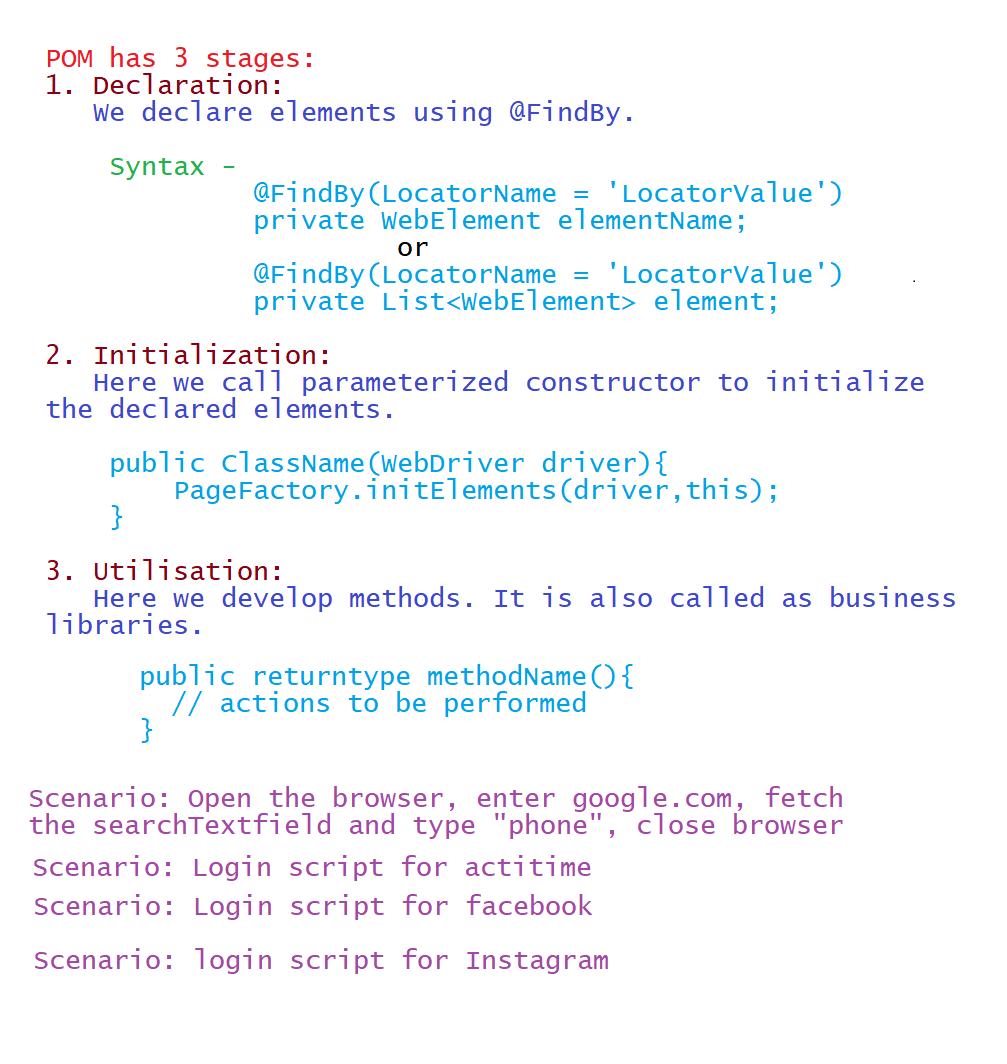 POM has 3 stages:
1. Declaration:
We declare elements using @FindBy.
Syntax -
@FindBy(LocatorName = 'LocatorValue')
private WebElement elementName;
or
@FindBy(LocatorName = 'LocatorValue')
private List<WebElement> element;
2. Initialization:
Here we call parameterized constructor to initialize
the declared elements.
public ClassName(WebDriver driver){
PageFactory.initElements(driver,this);
}
3. Utilisation:
Here we develop methods. It is also called as business
libraries.
public returntype methodName(){
// actions to be performed
}
Scenario: Open the browser, enter google.com, fetch
the searchTextfield and type "phone", close browser
Scenario: Login script for actitime
Scenario: Login script for facebook
Scenario: login script for Instagram